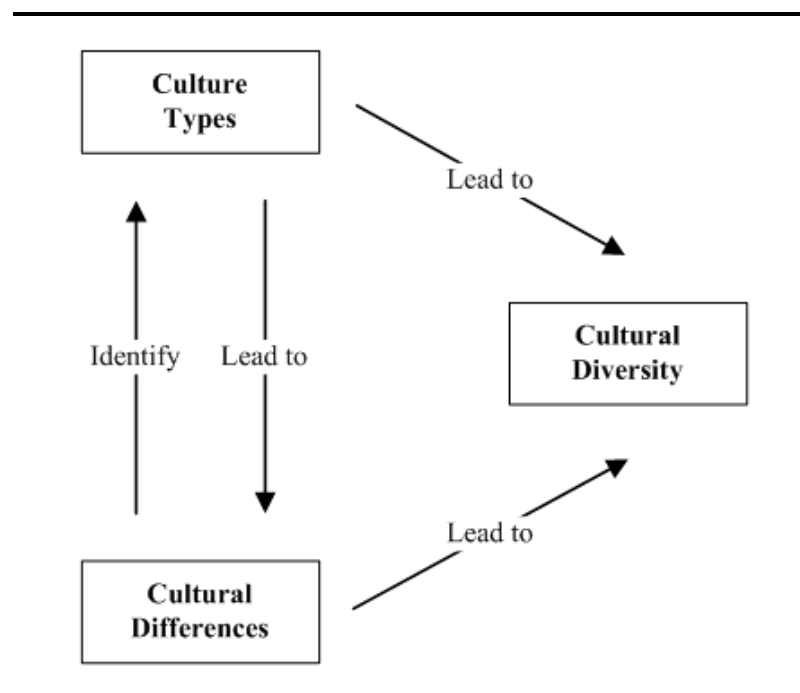 Culture
Types
Lead to
Identify
Lead to
Cultural
Diversity
Lead to
Cultural
Differences